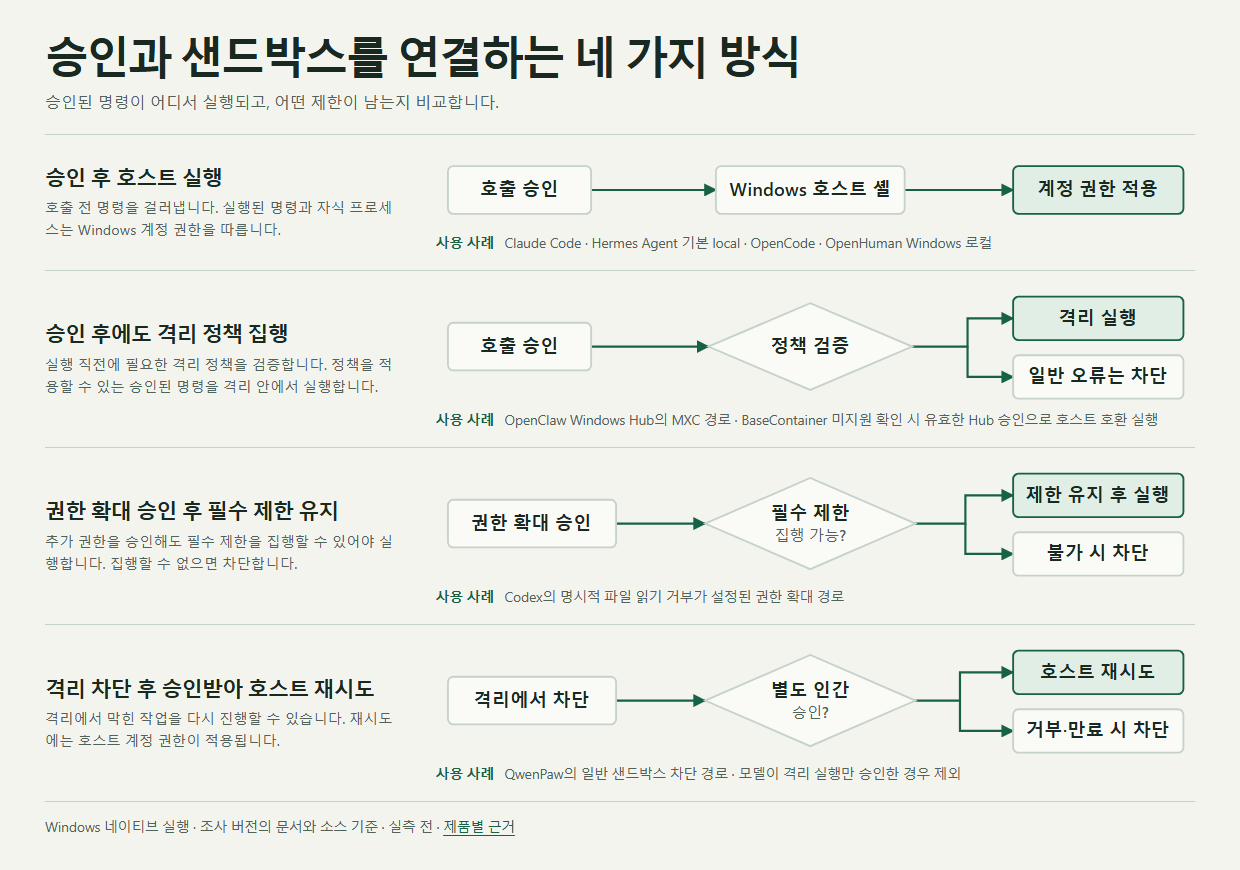 승인과 샌드박스를 연결하는 네 가지 방식
승인된 명령이 어디서 실행되고, 어떤 제한이 남는지 비교합니다.
승인 후 호스트 실행
호출 전 명령을 걸러냅니다. 실행된 명령과 자식 프로세
스는 Windows 계정 권한을 따릅니다.
호출 승인
Windows 호스트 셸
계정 권한 적용
사용 사례 Claude Code · Hermes Agent 기본 local · OpenCode · OpenHuman Windows 로컬
승인 후에도 격리 정책 집행
실행 직전에 필요한 격리 정책을 검증합니다. 정책을 적
용할 수 있는 승인된 명령을 격리 안에서 실행합니다.
호출 승인
정책 검증
격리 실행
일반 오류는 차단
사용 사례 OpenClaw Windows Hub의 MXC 경로 · BaseContainer 미지원 확인 시 유효한 Hub 승인으로 호스트 호환 실행
권한 확대 승인 후 필수 제한 유지
추가 권한을 승인해도 필수 제한을 집행할 수 있어야 실
행합니다. 집행할 수 없으면 차단합니다.
권한 확대 승인
필수 제한
집행 가능?
제한 유지 후 실행
불가 시 차단
사용 사례 Codex의 명시적 파일 읽기 거부가 설정된 권한 확대 경로
격리 차단 후 승인받아 호스트 재시도
격리에서 막힌 작업을 다시 진행할 수 있습니다. 재시도
에는 호스트 계정 권한이 적용됩니다.
격리에서 차단
별도 인간
승인?
호스트 재시도
거부·만료 시 차단
사용 사례 QwenPaw의 일반 샌드박스 차단 경로 · 모델이 격리 실행만 승인한 경우 제외
Windows 네이티브 실행 · 조사 버전의 문서와 소스 기준 · 실측 전 · 제품별 근거